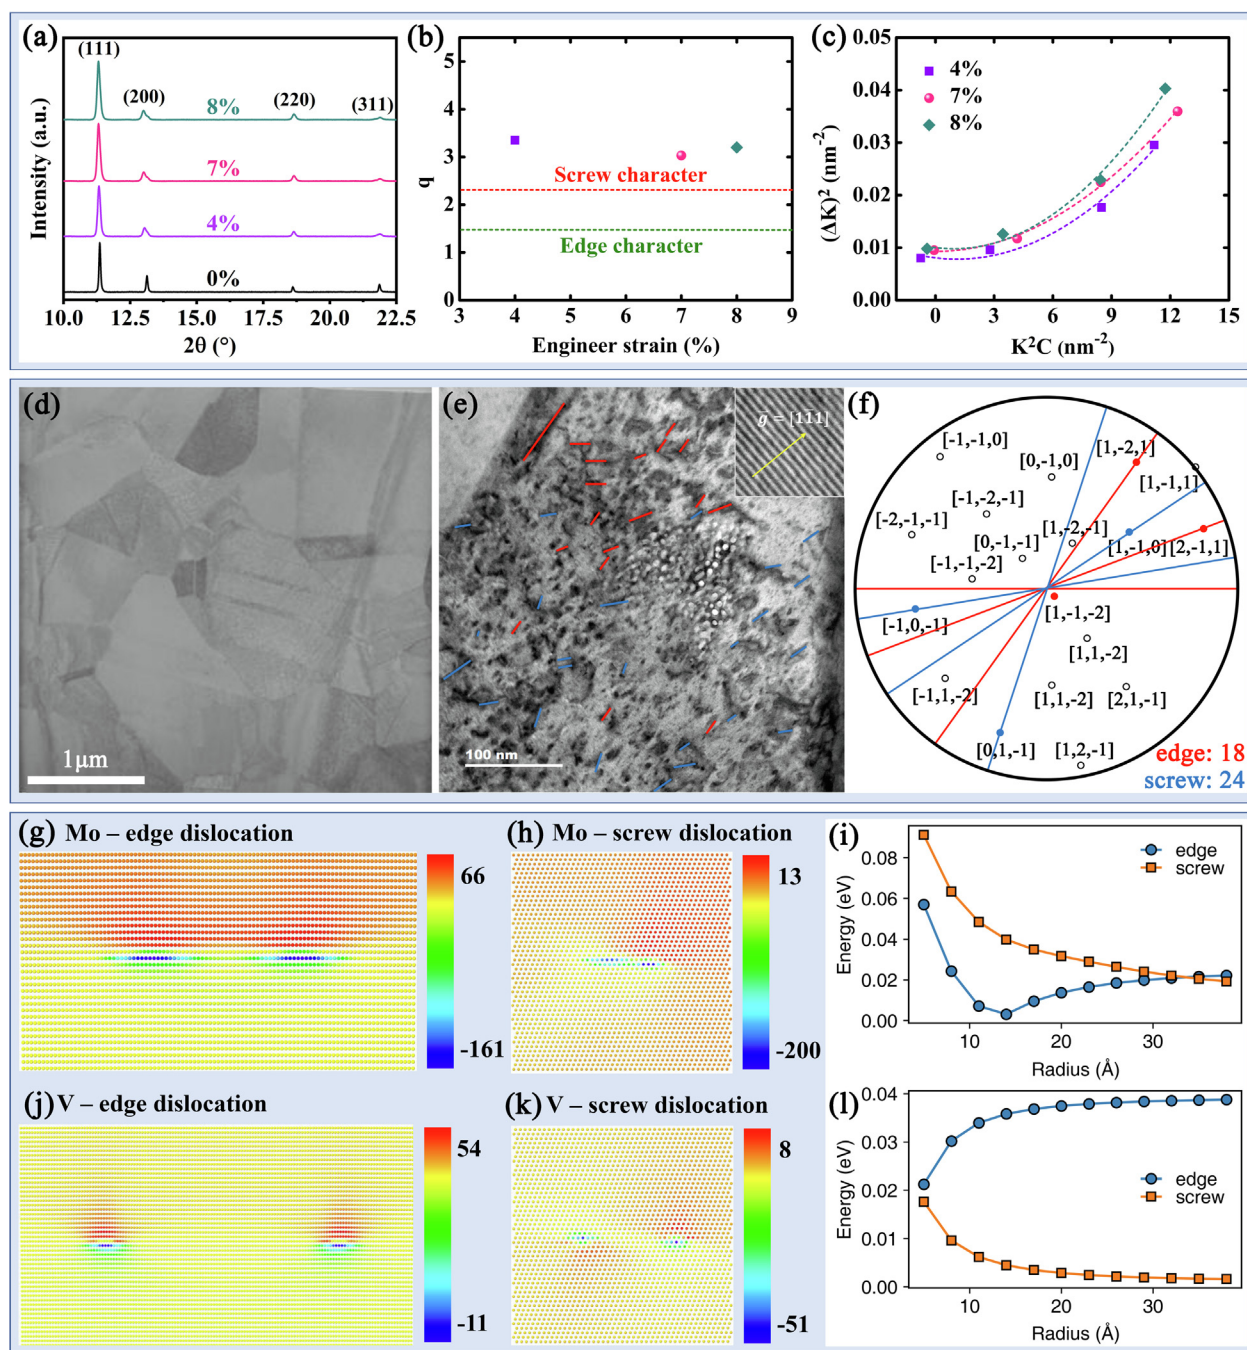 (a)
(111)
(200)
(220)
(311)
8%
7%
4%
0%
Intensity (a.u.)
10.0 12.5 15.0 17.5 20.0 22.5
2θ (°)
(b)
5
4
3
2
1
0
q
Screw character
Edge character
3 4 5 6 7 8 9
Engineer strain (%)
(c)
4%
7%
8%
0.05
0.04
0.03
0.02
0.01
0.00
(ΔK)² (nm⁻²)
0 3 6 9 12 15
K²C (nm⁻²)
(d)
1μm
(e)
g = [1̄11]
100 nm
(f)
[-1,-1,0]
[0,-1,0]
[1,-2,1]
[1,-1,1]
[-1,-2,-1]
[-2,-1,-1]
[1,-2,-1]
[0,-1,-1]
[1,-1,0]
[2,-1,1]
[-1,-1,-2]
[-1,0,-1]
[1,-1,-2]
[1,1,-2]
[-1,1,-2]
[1,1,-2]
[2,1,-1]
[0,1,-1]
[1,2,-1]
edge: 18
screw: 24
(g) Mo – edge dislocation
66
-161
(h) Mo – screw dislocation
13
-200
(i)
edge
screw
0.08
0.06
0.04
0.02
0.00
Energy (eV)
10 20 30
Radius (Å)
(j) V – edge dislocation
54
-11
(k) V – screw dislocation
8
-51
(l)
0.04
0.03
0.02
0.01
0.00
edge
screw
Energy (eV)
10 20 30
Radius (Å)